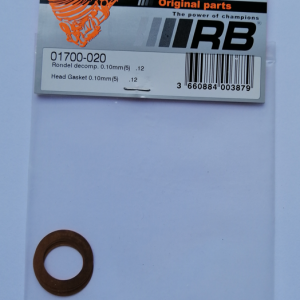 Original parts
The power of champions
RB
01700-020
Rondel decomp. 0.10mm(5) .12
Head Gasket 0.10mm(5) .12
3 660884 003879